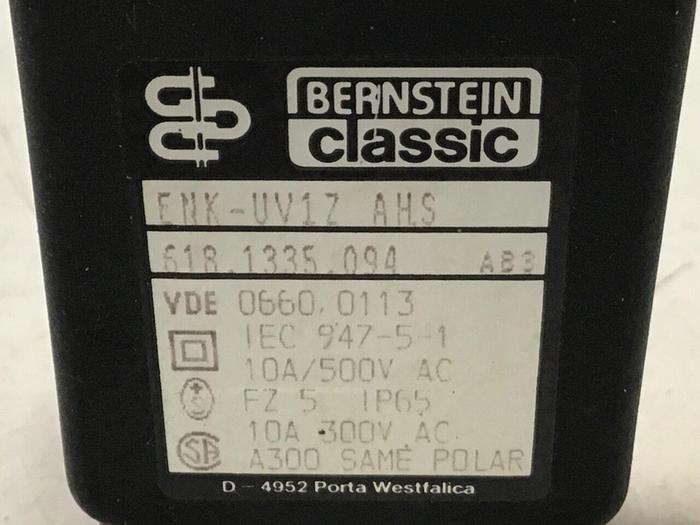 BERNSTEIN
classic
ENK-UV1Z AHS
618.1335.094 AB3
VDE 0660, 0113
IEC 947-5-1
10A/500V AC
FZ 5 IP65
10A 300V AC
A300 SAME POLAR
D - 4952 Porta Westfalica